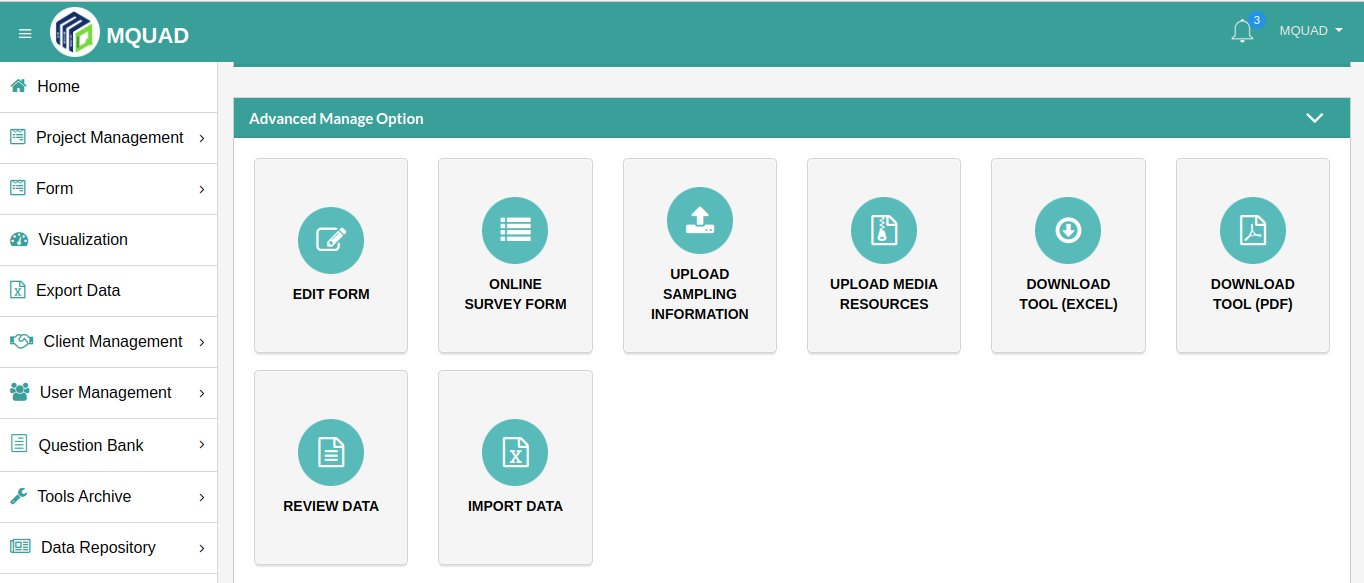 MQUAD
3
MQUAD
Home
Project Management
Form
Visualization
Export Data
Client Management
User Management
Question Bank
Tools Archive
Data Repository
Advanced Manage Option
EDIT FORM
ONLINE
SURVEY FORM
UPLOAD
SAMPLING
INFORMATION
UPLOAD MEDIA
RESOURCES
DOWNLOAD
TOOL (EXCEL)
DOWNLOAD
TOOL (PDF)
REVIEW DATA
IMPORT DATA